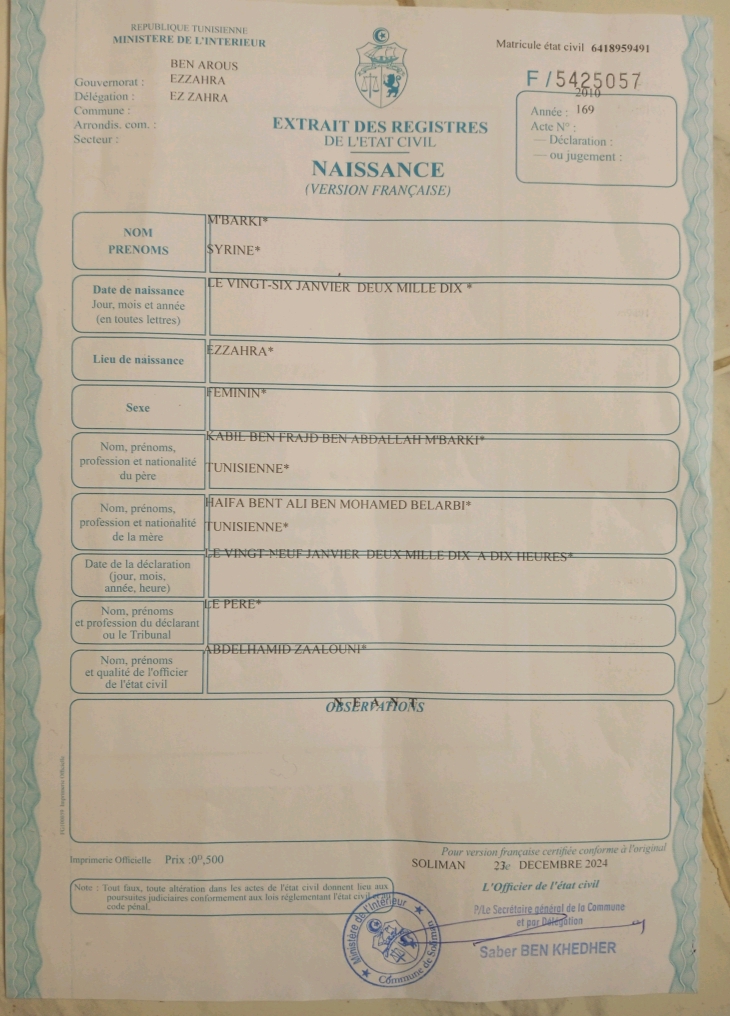 REPUBLIQUE TUNISIENNE
MINISTERE DE L'INTERIEUR
Matricule état civil 6418959491
BEN AROUS
Gouvernorat : EZZAHRA
Délégation : EZ ZAHRA
Commune :
Arrondis. com. :
Secteur :
F/5425057
2010
Année : 169
Acte N° :
— Déclaration :
— ou jugement :
EXTRAIT DES REGISTRES
DE L'ETAT CIVIL
NAISSANCE
(VERSION FRANÇAISE)
NOM
PRENOMS
M'BARKI*
SYRINE*
Date de naissance
Jour, mois et année
(en toutes lettres)
LE VINGT-SIX JANVIER DEUX MILLE DIX *
Lieu de naissance
EZZAHRA*
Sexe
FEMININ*
Nom, prénoms,
profession et nationalité
du père
KABIL BEN FRAJD BEN ABDALLAH M'BARKI*
TUNISIENNE*
Nom, prénoms,
profession et nationalité
de la mère
HAIFA BENT ALI BEN MOHAMED BELARBI*
TUNISIENNE*
Date de la déclaration
(jour, mois,
année, heure)
LE VINGT-NEUF JANVIER DEUX MILLE DIX A DIX HEURES*
Nom, prénoms
et profession du déclarant
ou le Tribunal
LE PERE*
Nom, prénoms
et qualité de l'officier
de l'état civil
ABDELHAMID ZAALOUNI*
N E A N T
OBSERVATIONS
Imprimerie Officielle
Imprimerie Officielle Prix :0ᴰ,500
Pour version française certifiée conforme à l'original
SOLIMAN 23e DECEMBRE 2024
L'Officier de l'état civil
Note : Tout faux, toute altération dans les actes de l'état civil donnent lieu aux
poursuites judiciaires conformement aux lois réglementant l'état civil et au
code pénal.
P/Le Secrétaire général de la Commune
et par Délégation
Saber BEN KHEDHER
Ministère de l'Intérieur
Commune de Soliman